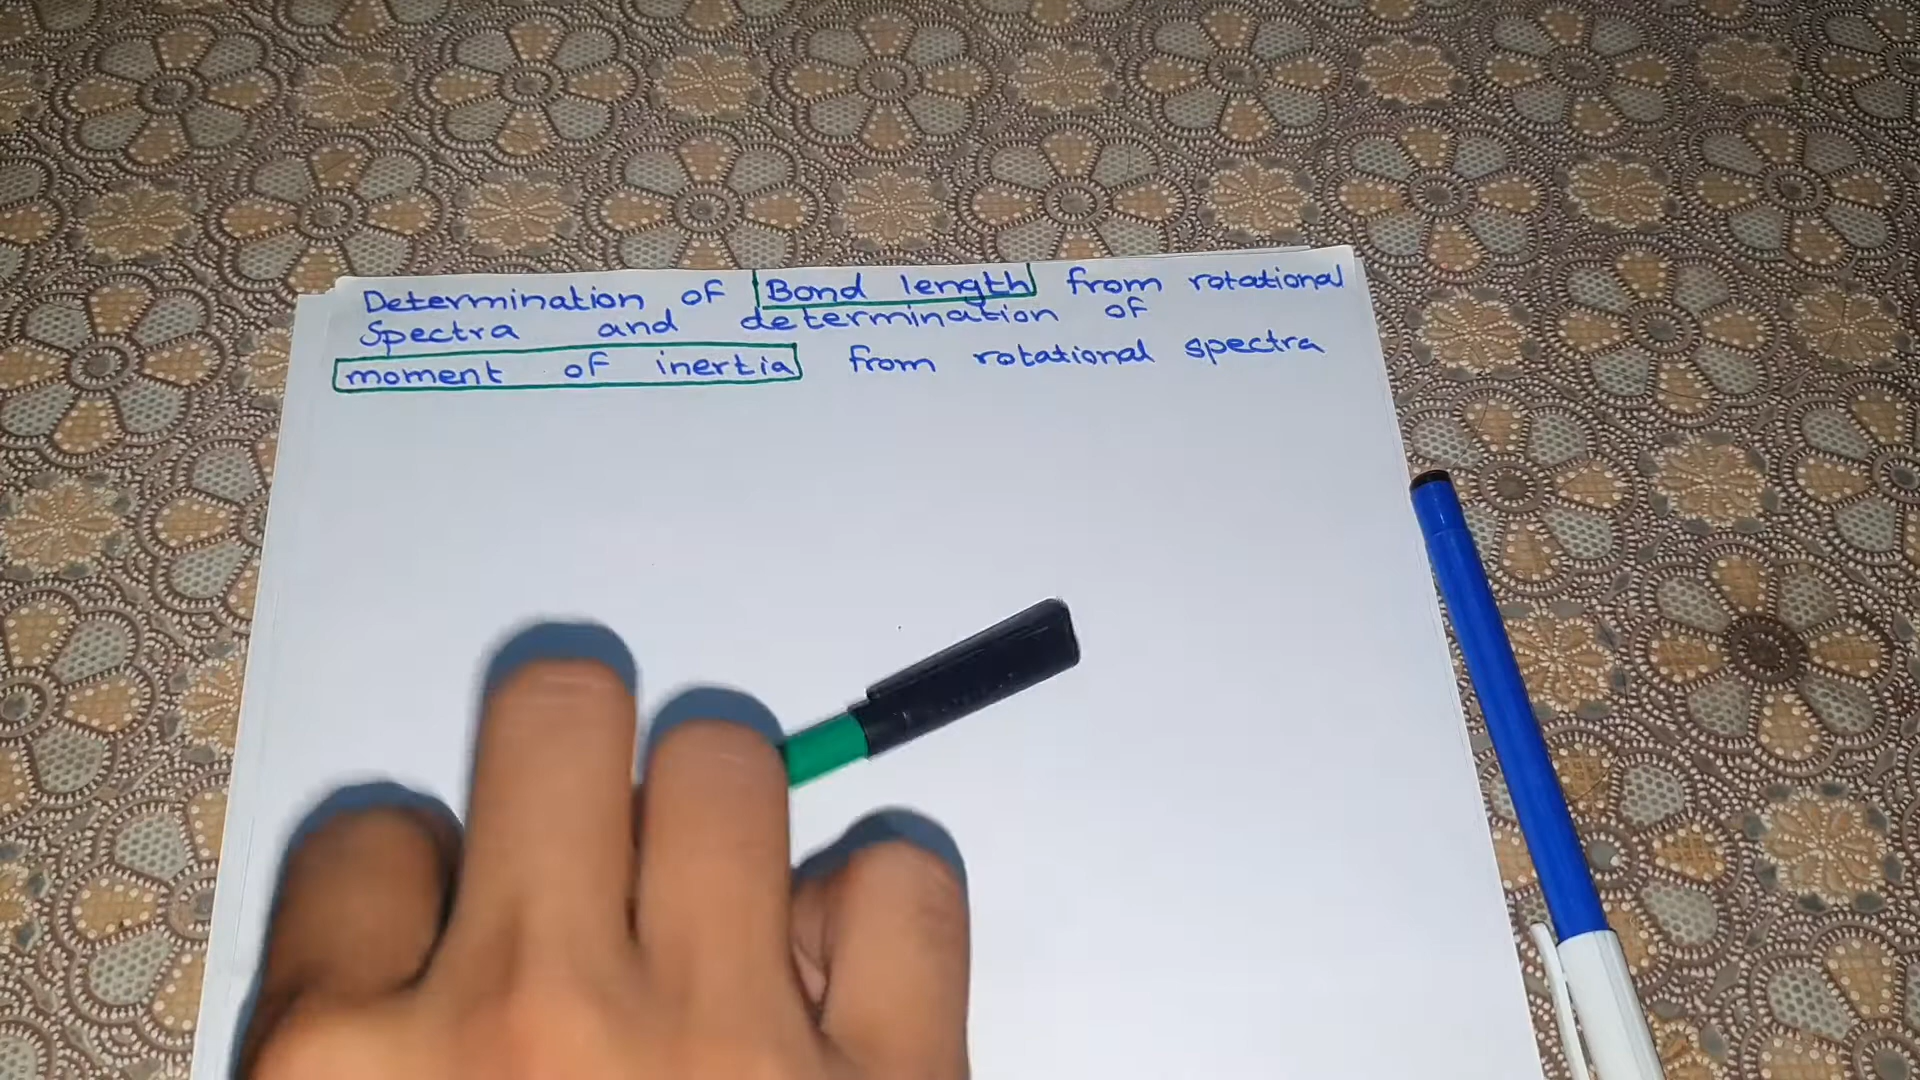 Determination of Bond length from rotational
Spectra and determination of
moment of inertia from rotational spectra